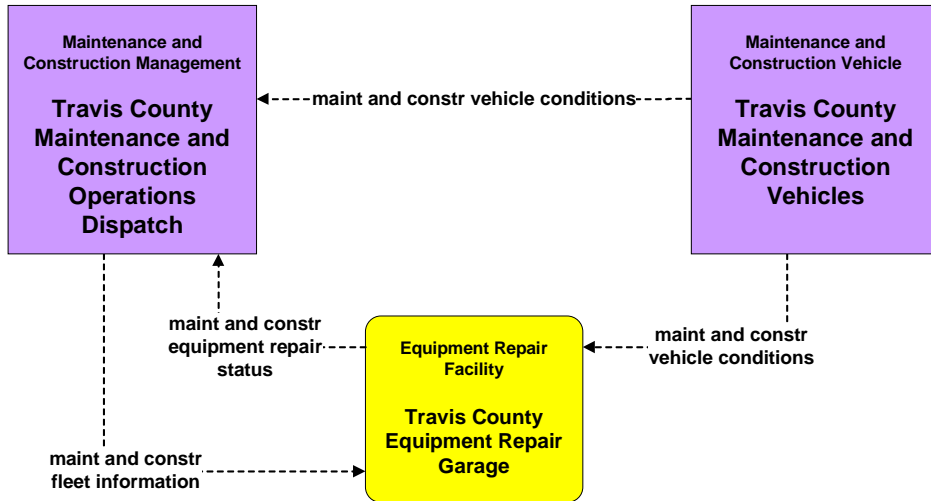 Maintenance and
Construction Management
Travis County
Maintenance and
Construction
Operations
Dispatch
maint and constr vehicle conditions
Maintenance and
Construction Vehicle
Travis County
Maintenance and
Construction
Vehicles
maint and constr
equipment repair
status
Equipment Repair
Facility
Travis County
Equipment Repair
Garage
maint and constr
vehicle conditions
maint and constr
fleet information